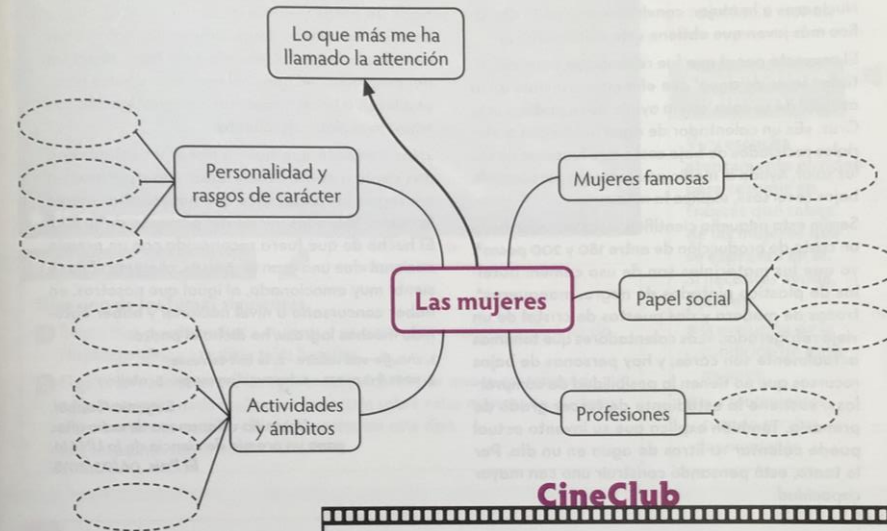 Lo que más me ha
llamado la attención
Personalidad y
rasgos de carácter
Mujeres famosas
Las mujeres
Papel social
Actividades
y ámbitos
Profesiones
CineClub